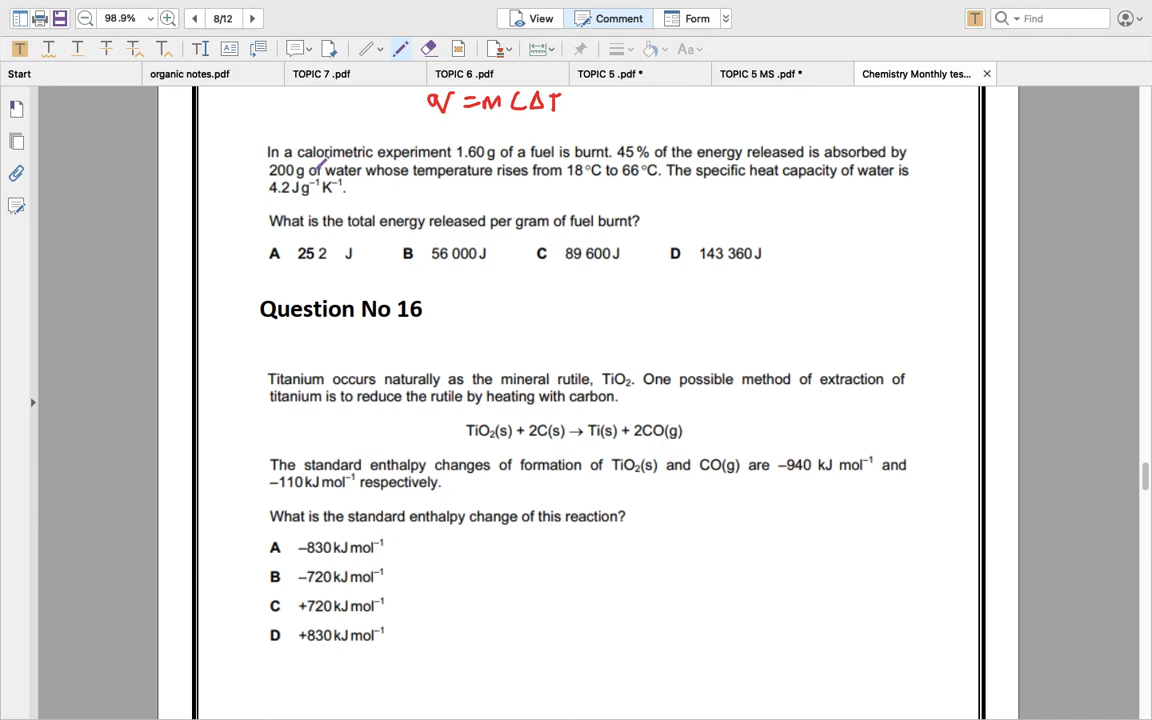 98.9%
8/12
View
Comment
Form
Find
Start
organic notes.pdf
TOPIC 7 .pdf
TOPIC 6 .pdf
TOPIC 5 .pdf *
TOPIC 5 MS .pdf *
Chemistry Monthly tes...
q = m C Δ T
In a calorimetric experiment 1.60 g of a fuel is burnt. 45 % of the energy released is absorbed by
200 g of water whose temperature rises from 18 °C to 66 °C. The specific heat capacity of water is
4.2 J g⁻¹ K⁻¹.
What is the total energy released per gram of fuel burnt?
A 25 2 J B 56 000 J C 89 600 J D 143 360 J
Question No 16
Titanium occurs naturally as the mineral rutile, TiO₂. One possible method of extraction of
titanium is to reduce the rutile by heating with carbon.
TiO₂(s) + 2C(s) → Ti(s) + 2CO(g)
The standard enthalpy changes of formation of TiO₂(s) and CO(g) are –940 kJ mol⁻¹ and
–110 kJ mol⁻¹ respectively.
What is the standard enthalpy change of this reaction?
A –830 kJ mol⁻¹
B –720 kJ mol⁻¹
C +720 kJ mol⁻¹
D +830 kJ mol⁻¹